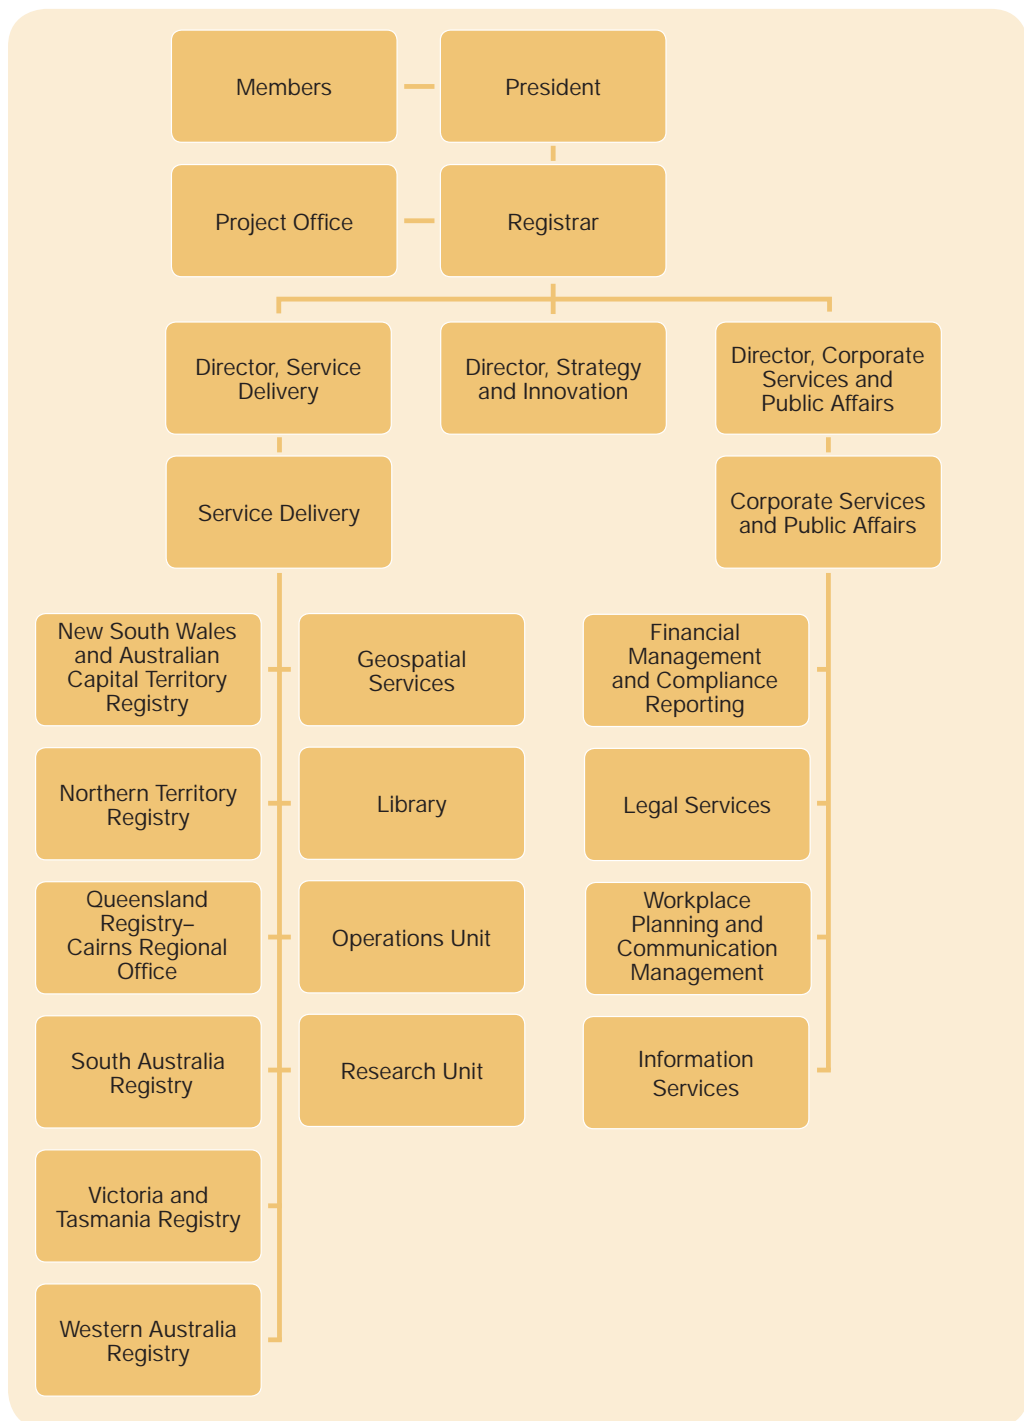 Members
President
Project Office
Registrar
Director, Service
Delivery
Director, Strategy
and Innovation
Director, Corporate
Services and
Public Affairs
Service Delivery
Corporate Services
and Public Affairs
New South Wales
and Australian
Capital Territory
Registry
Geospatial
Services
Financial
Management
and Compliance
Reporting
Northern Territory
Registry
Library
Legal Services
Queensland
Registry–
Cairns Regional
Office
Operations Unit
Workplace
Planning and
Communication
Management
South Australia
Registry
Research Unit
Information
Services
Victoria and
Tasmania Registry
Western Australia
Registry